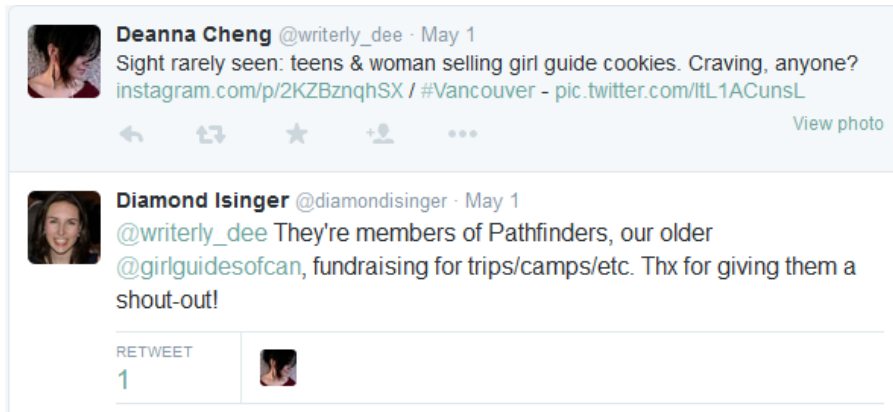 Deanna Cheng @writerly_dee · May 1
Sight rarely seen: teens & woman selling girl guide cookies. Craving, anyone?
instagram.com/p/2KZBznqhSX / #Vancouver - pic.twitter.com/ltL1ACunsL
View photo
Diamond Isinger @diamondisinger · May 1
@writerly_dee They're members of Pathfinders, our older
@girlguidesofcan, fundraising for trips/camps/etc. Thx for giving them a
shout-out!
RETWEET
1